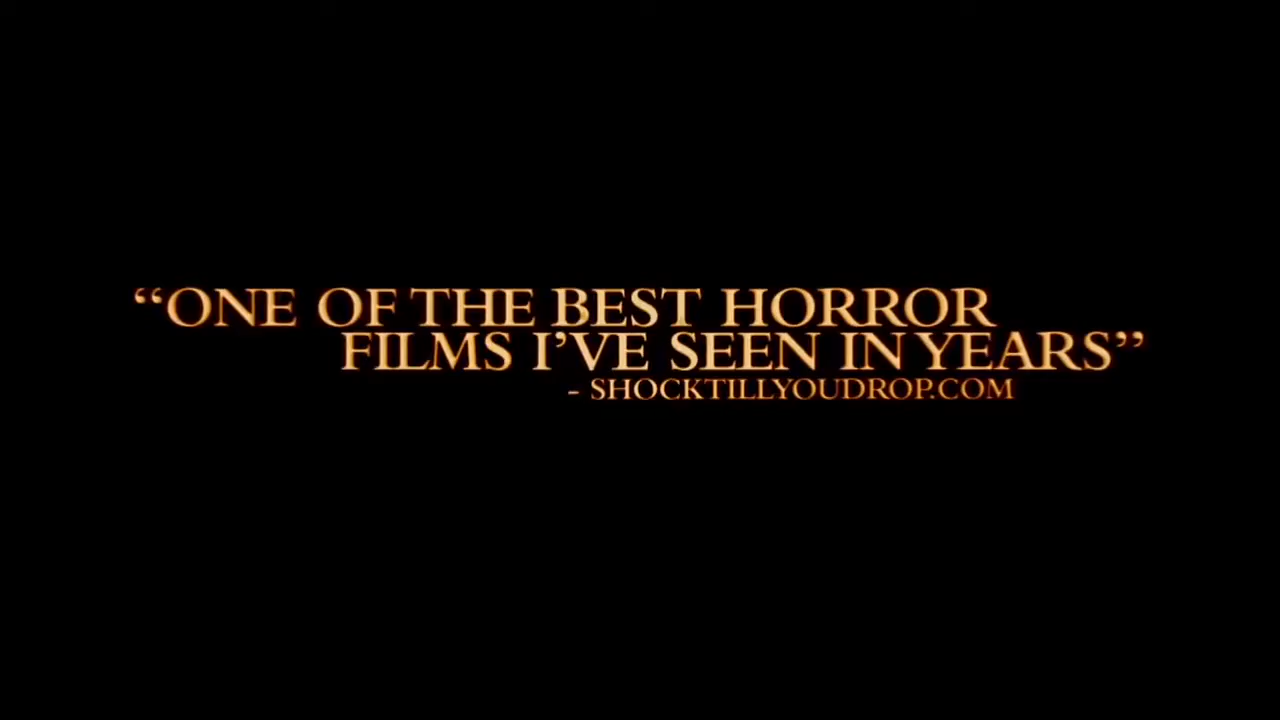 “ONE OF THE BEST HORROR
FILMS I’VE SEEN IN YEARS”
- SHOCKTILLYOUDROP.COM